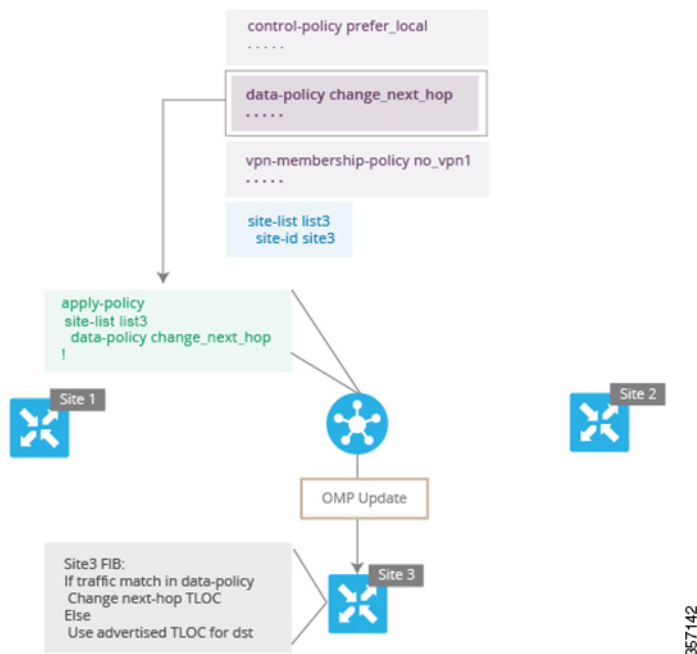 control-policy prefer_local
. . . . .
data-policy change_next_hop
. . . . .
vpn-membership-policy no_vpn1
. . . . .
site-list list3
site-id site3
apply-policy
site-list list3
data-policy change_next_hop
!
Site 1
Site 2
OMP Update
Site3 FIB:
If traffic match in data-policy
Change next-hop TLOC
Else
Use advertised TLOC for dst
Site 3
357142